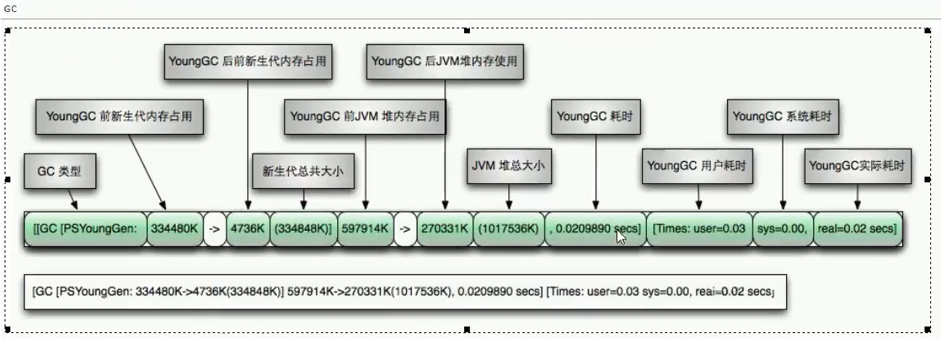 GC
YoungGC 后前新生代内存占用
YoungGC 后JVM堆内存使用
YoungGC 前新生代内存占用
YoungGC 前JVM 堆内存占用
YoungGC 耗时
YoungGC 系统耗时
GC 类型
新生代总共大小
JVM 堆总大小
YoungGC 用户耗时
YoungGC实际耗时
[[GC [PSYoungGen: 334480K -> 4736K (334848K)] 597914K -> 270331K (1017536K) , 0.0209890 secs] [Times: user=0.03 sys=0.00, real=0.02 secs]
[GC [PSYoungGen: 334480K->4736K(334848K)] 597914K->270331K(1017536K), 0.0209890 secs] [Times: user=0.03 sys=0.00, real=0.02 secs]